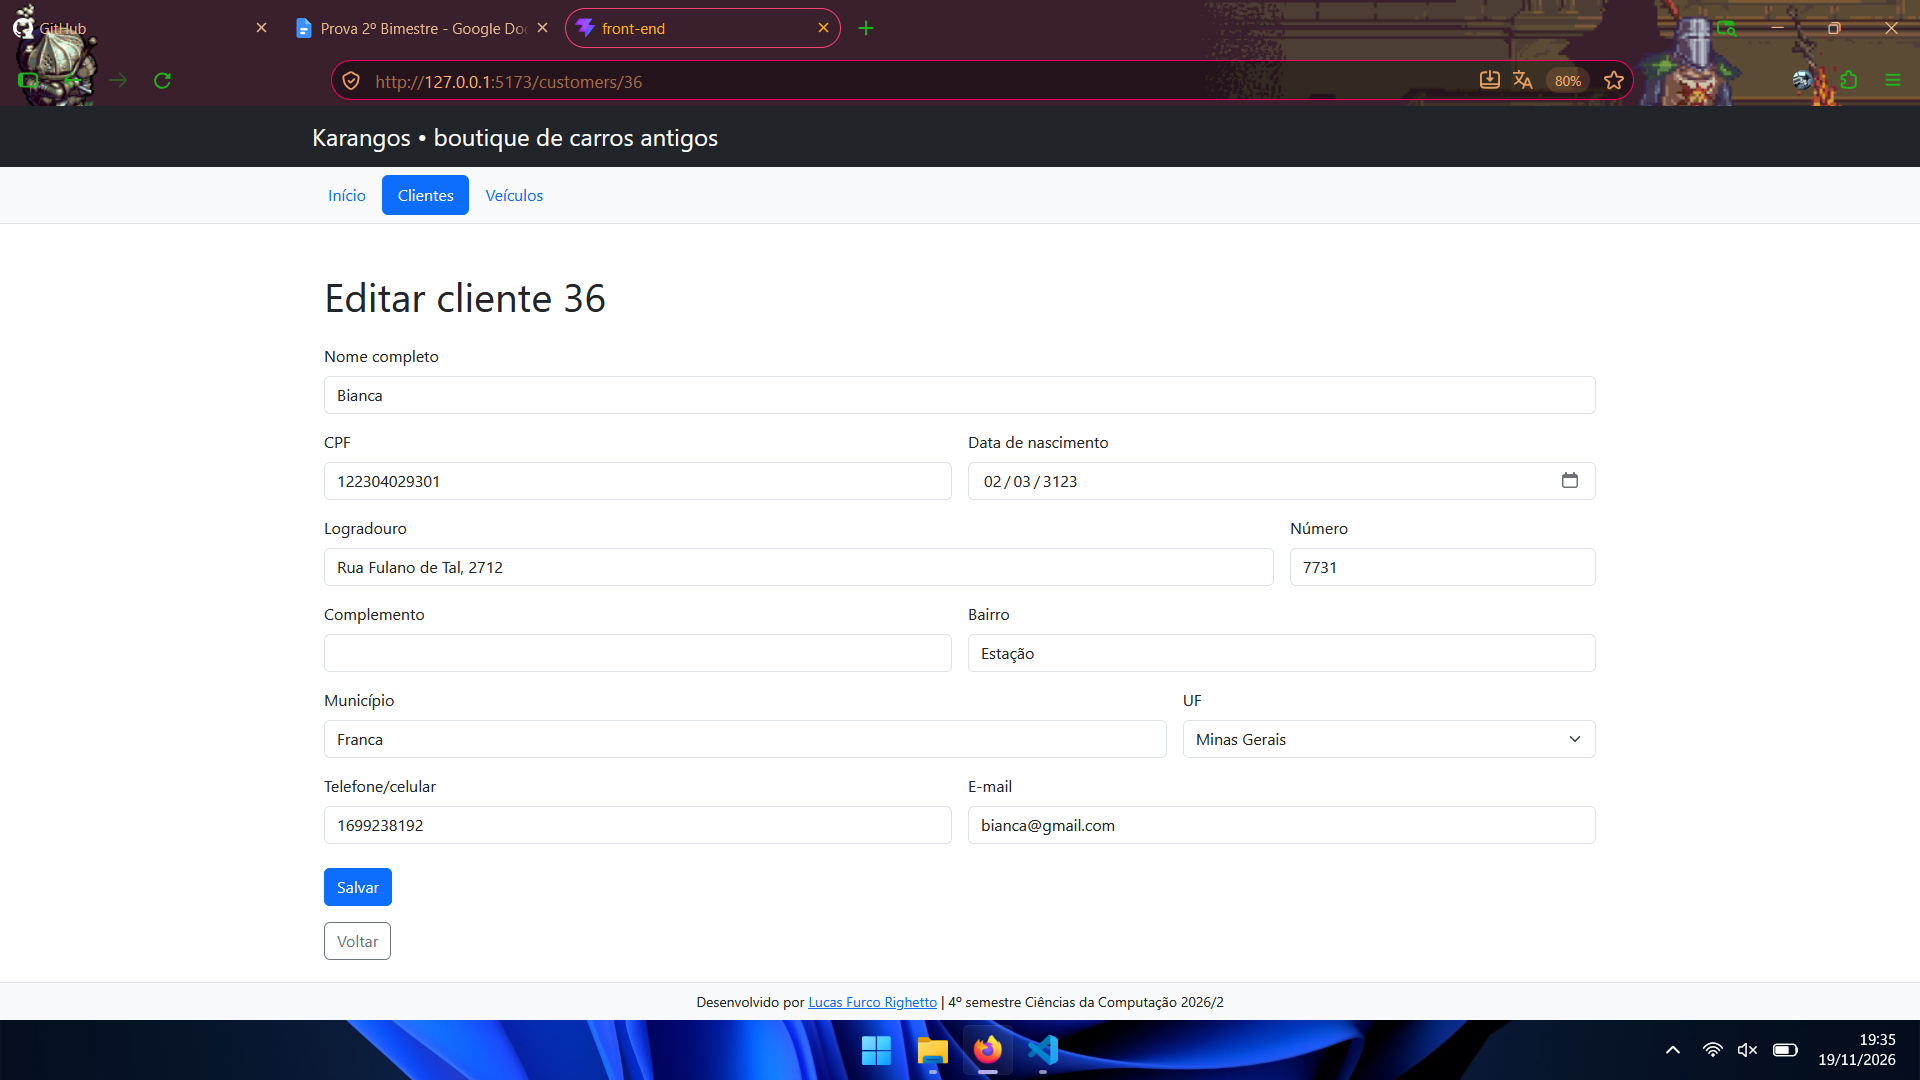 GitHub
Prova 2º Bimestre - Google Doc
front-end
http://127.0.0.1:5173/customers/36
80%
Karangos • boutique de carros antigos
Início
Clientes
Veículos
Editar cliente 36
Nome completo
Bianca
CPF
Data de nascimento
122304029301
02/03/3123
Logradouro
Número
Rua Fulano de Tal, 2712
7731
Complemento
Bairro
Estação
Município
UF
Franca
Minas Gerais
Telefone/celular
E-mail
1699238192
bianca@gmail.com
Salvar
Voltar
Desenvolvido por Lucas Furco Righetto | 4º semestre Ciências da Computação 2026/2
19:35
19/11/2026